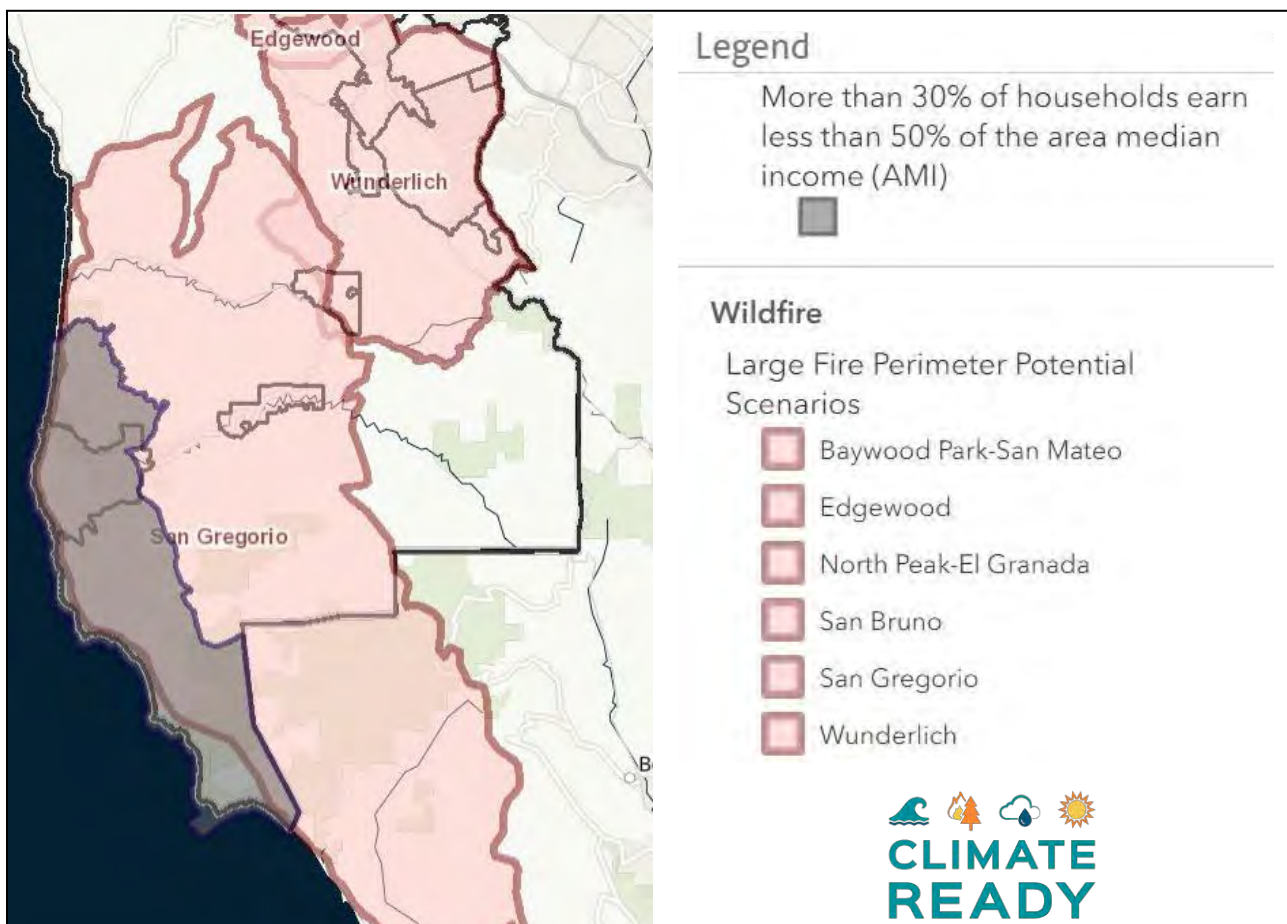 Edgewood
Wunderlich
San Gregorio
Legend
More than 30% of households earn
less than 50% of the area median
income (AMI)
Wildfire
Large Fire Perimeter Potential
Scenarios
Baywood Park-San Mateo
Edgewood
North Peak-El Granada
San Bruno
San Gregorio
Wunderlich
CLIMATE
READY